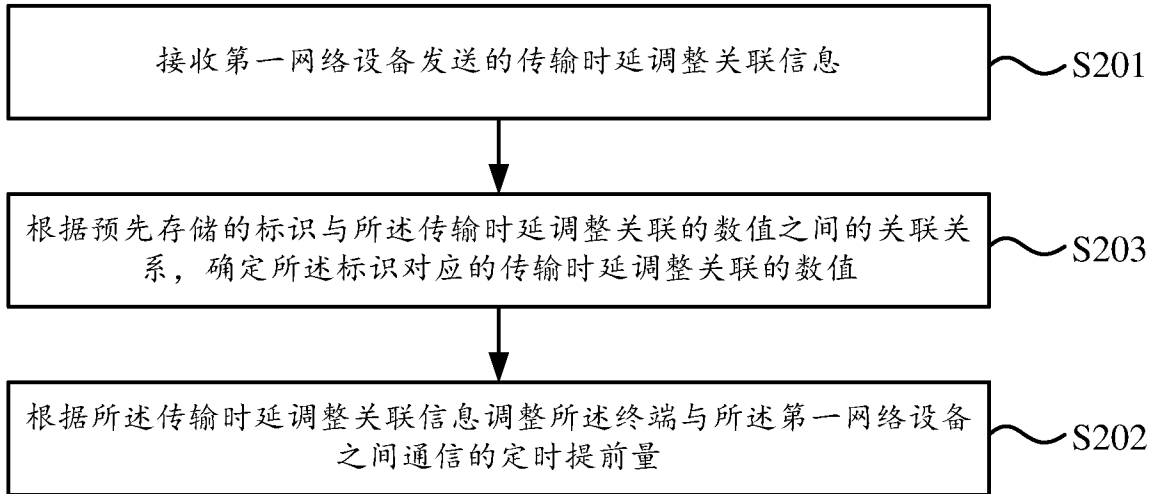 接收第一网络设备发送的传输时延调整关联信息
S201
根据预先存储的标识与所述传输时延调整关联的数值之间的关联关
系，确定所述标识对应的传输时延调整关联的数值
S203
根据所述传输时延调整关联信息调整所述终端与所述第一网络设备
之间通信的定时提前量
S202